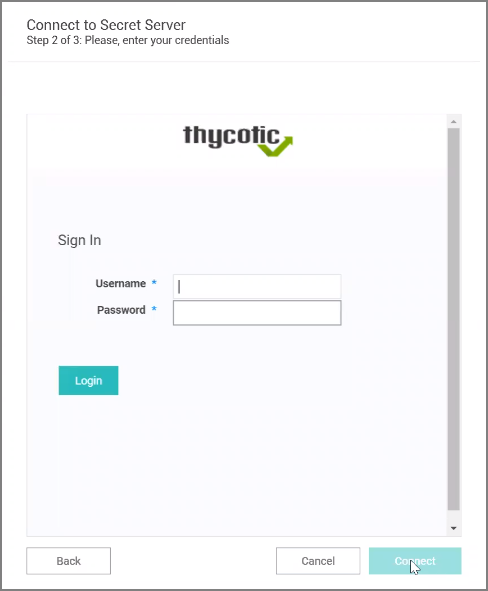 Connect to Secret Server
Step 2 of 3: Please, enter your credentials
thycotic
Sign In
Username *
Password *
Login
Back
Cancel
Connect